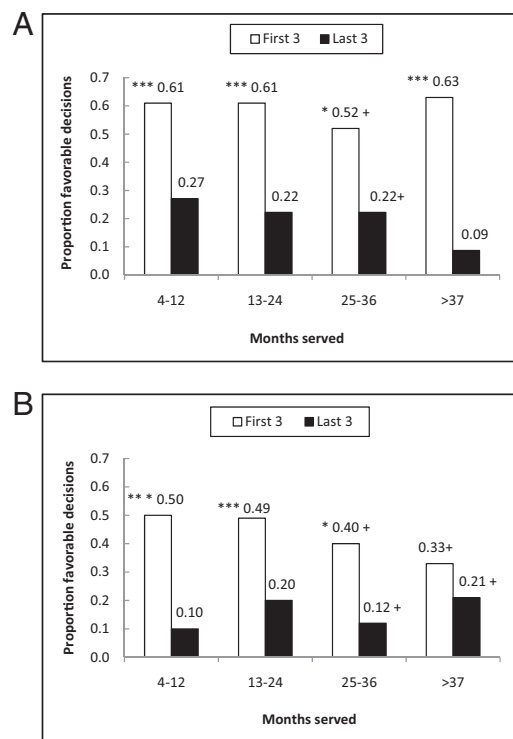 A
First 3 Last 3
Proportion favorable decisions
0.7
0.6
0.5
0.4
0.3
0.2
0.1
0.0
*** 0.61
0.27
*** 0.61
0.22
* 0.52 +
0.22+
*** 0.63
0.09
4-12 13-24 25-36 >37
Months served
B
First 3 Last 3
Proportion favorable decisions
0.7
0.6
0.5
0.4
0.3
0.2
0.1
0.0
** * 0.50
0.10
*** 0.49
0.20
* 0.40 +
0.12 +
0.33+
0.21 +
4-12 13-24 25-36 >37
Months served